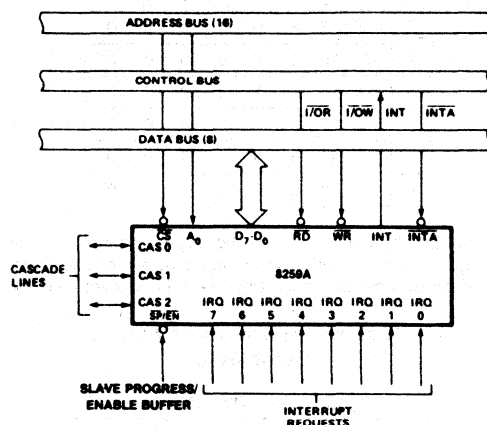 ADDRESS BUS (16)
CONTROL BUS
I/OR I/OW INT INTA
DATA BUS (8)
CS A0 D7-D0 RD WR INT INTA
CAS 0
8259A
CASCADE
LINES
CAS 1
CAS 2
IRQ IRQ IRQ IRQ IRQ IRQ IRQ IRQ
7 6 5 4 3 2 1 0
SP/EN
SLAVE PROGRESS/
ENABLE BUFFER
INTERRUPT
REQUESTS